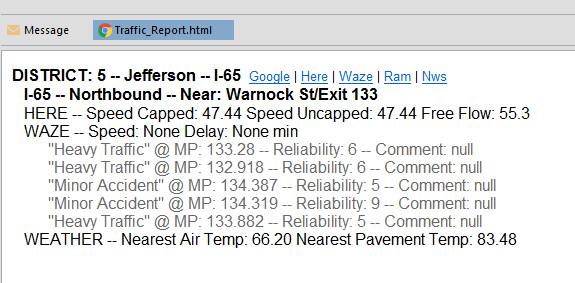 Message Traffic_Report.html
DISTRICT: 5 -- Jefferson -- I-65 Google | Here | Waze | Ram | Nws
I-65 -- Northbound -- Near: Warnock St/Exit 133
HERE -- Speed Capped: 47.44 Speed Uncapped: 47.44 Free Flow: 55.3
WAZE -- Speed: None Delay: None min
"Heavy Traffic" @ MP: 133.28 -- Reliability: 6 -- Comment: null
"Heavy Traffic" @ MP: 132.918 -- Reliability: 6 -- Comment: null
"Minor Accident" @ MP: 134.387 -- Reliability: 5 -- Comment: null
"Minor Accident" @ MP: 134.319 -- Reliability: 9 -- Comment: null
"Heavy Traffic" @ MP: 133.882 -- Reliability: 5 -- Comment: null
WEATHER -- Nearest Air Temp: 66.20 Nearest Pavement Temp: 83.48